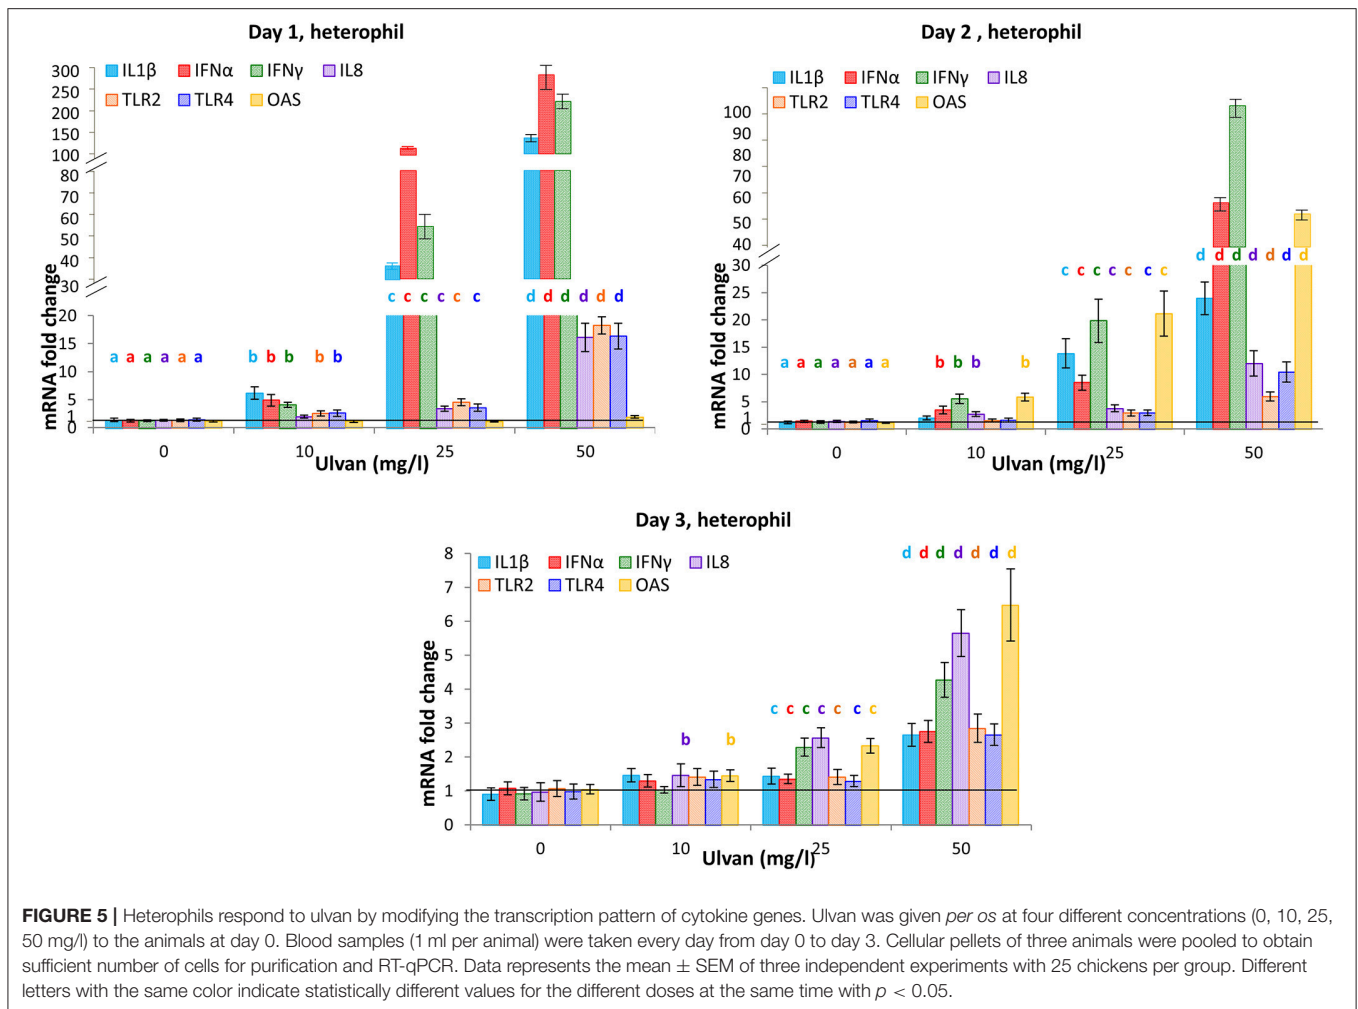 Day 1, heterophil
IL1β IFNα IFNγ IL8
TLR2 TLR4 OAS
mRNA fold change
300
250
200
150
100
80
70
60
50
40
30
20
15
10
5
1
0
a a a a a a
b b b b b
c c c c c c
d d d d d d
0 10 25 50
Ulvan (mg/l)
Day 2 , heterophil
IL1β IFNα IFNγ IL8
TLR2 TLR4 OAS
mRNA fold change
100
90
80
70
60
50
40
30
25
20
15
10
5
1
0
a a a a a a a
b b b b
c c c c c c c
d d d d d d d
0 10 25 50
Ulvan (mg/l)
Day 3, heterophil
IL1β IFNα IFNγ IL8
TLR2 TLR4 OAS
mRNA fold change
8
7
6
5
4
3
2
1
0
b b
c c c c c c c
d d d d d d d
0 10 25 50
Ulvan (mg/l)
FIGURE 5 | Heterophils respond to ulvan by modifying the transcription pattern of cytokine genes. Ulvan was given per os at four different concentrations (0, 10, 25,
50 mg/l) to the animals at day 0. Blood samples (1 ml per animal) were taken every day from day 0 to day 3. Cellular pellets of three animals were pooled to obtain
sufficient number of cells for purification and RT-qPCR. Data represents the mean ± SEM of three independent experiments with 25 chickens per group. Different
letters with the same color indicate statistically different values for the different doses at the same time with p < 0.05.